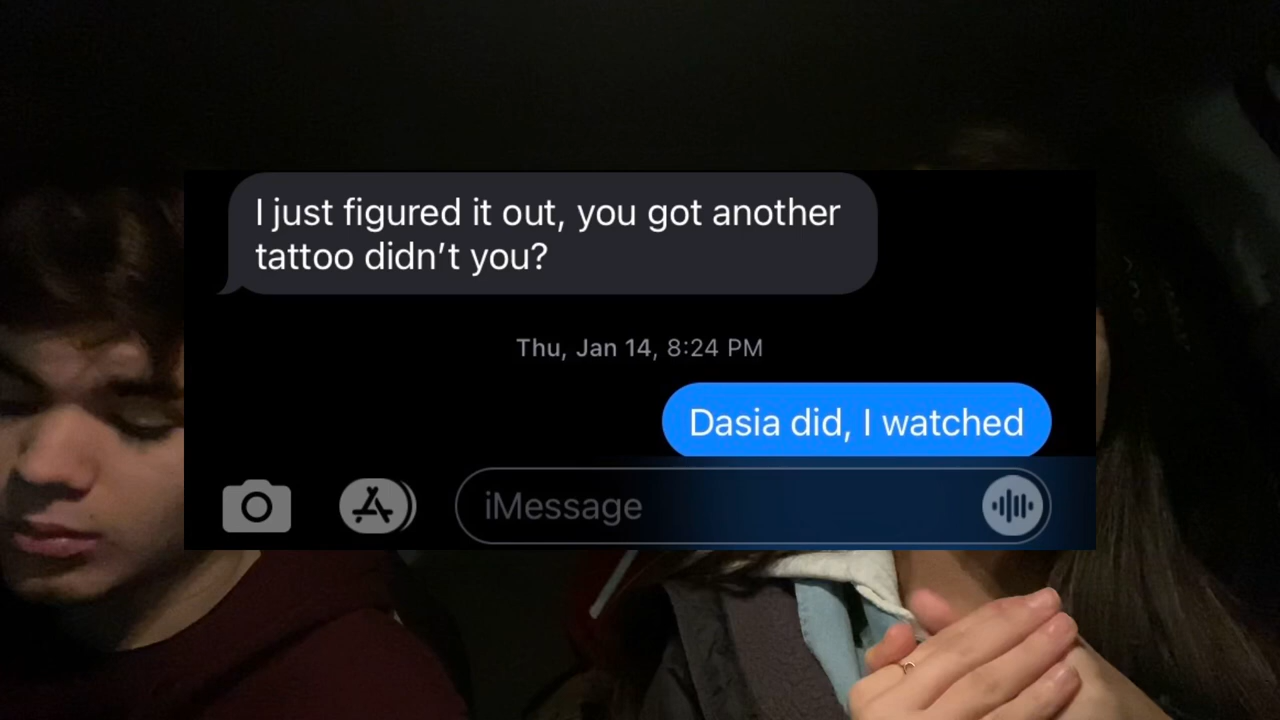 I just figured it out, you got another
tattoo didn’t you?
Thu, Jan 14, 8:24 PM
Dasia did, I watched
iMessage